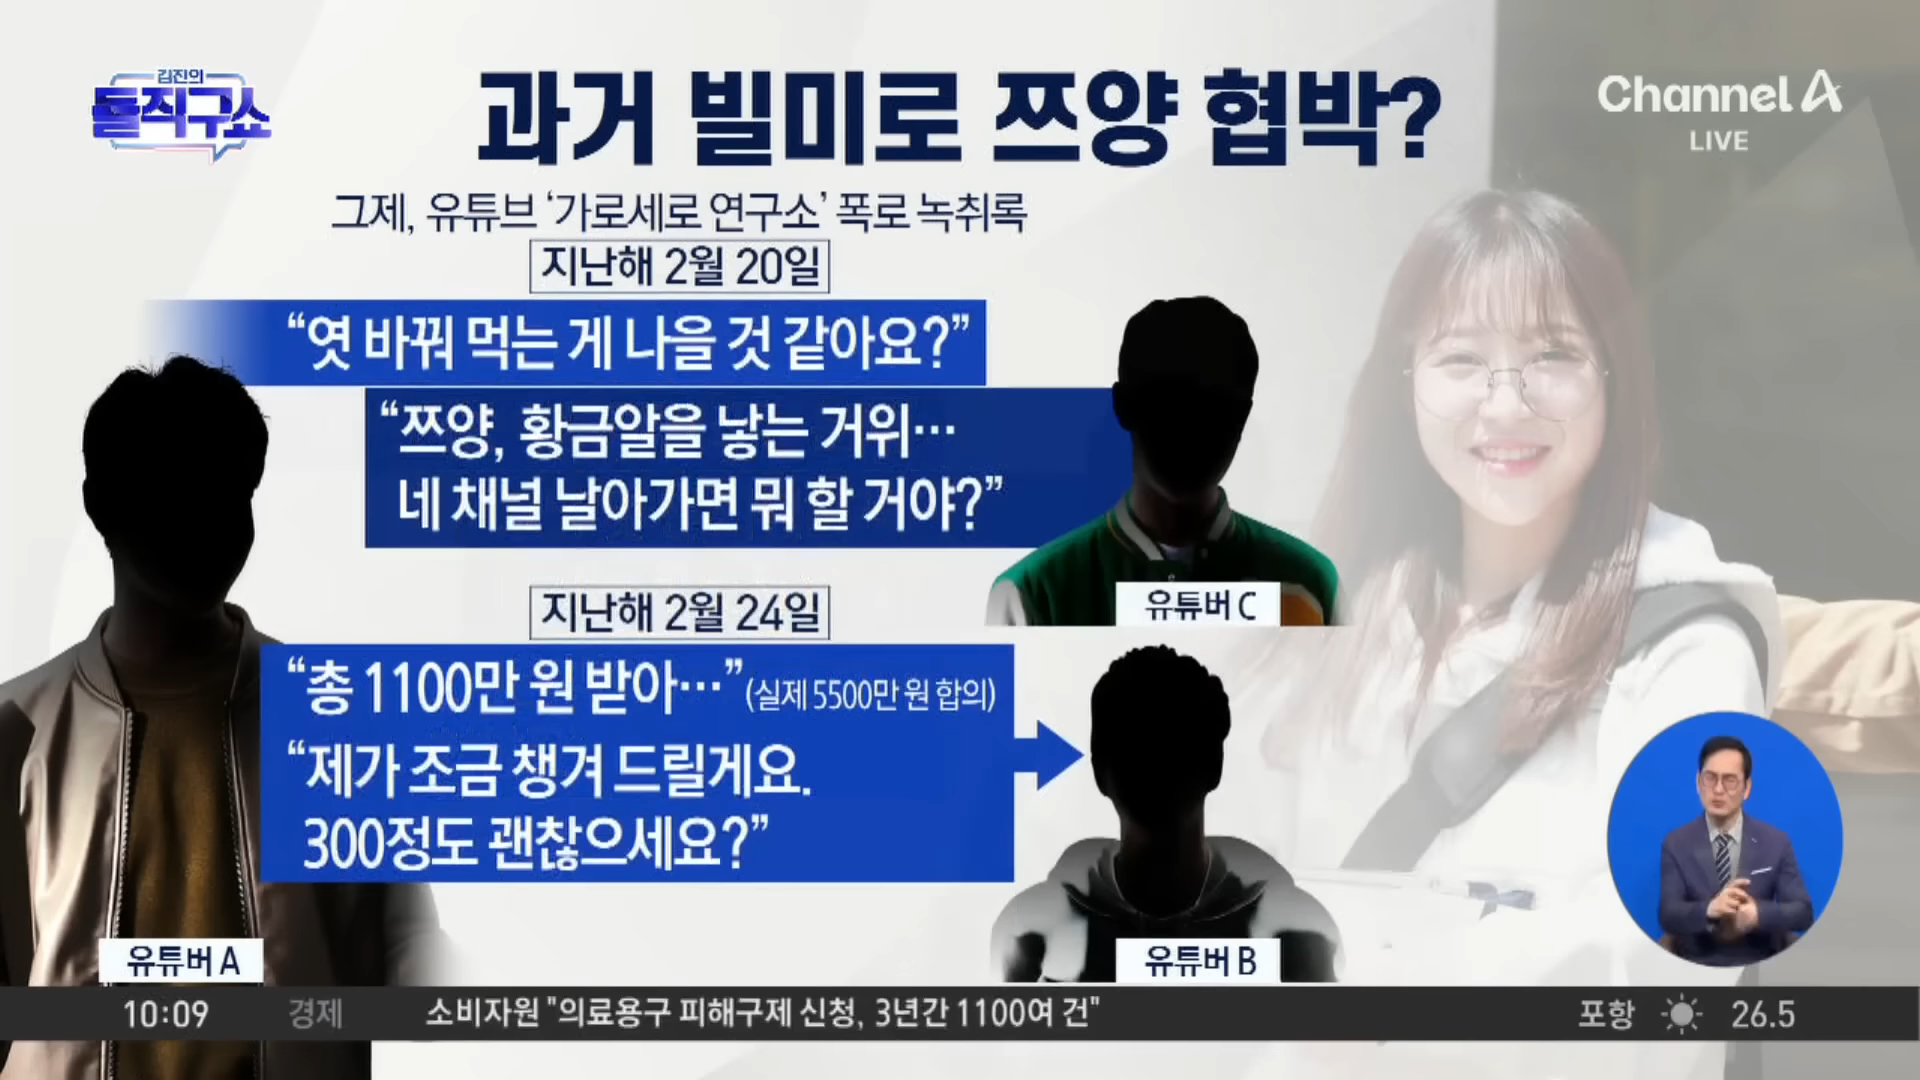 김진의
돌직구쇼
과거 빌미로 쯔양 협박?
Channel A
LIVE
그제, 유튜브 ‘가로세로 연구소’ 폭로 녹취록
지난해 2월 20일
“엿 바꿔 먹는 게 나을 것 같아요?”
“쯔양, 황금알을 낳는 거위…
네 채널 날아가면 뭐 할 거야?”
유튜버 C
지난해 2월 24일
“총 1100만 원 받아…” (실제 5500만 원 합의)
“제가 조금 챙겨 드릴게요.
300정도 괜찮으세요?”
유튜버 A
유튜버 B
10:09 경제 소비자원 "의료용구 피해구제 신청, 3년간 1100여 건" 포항 26.5